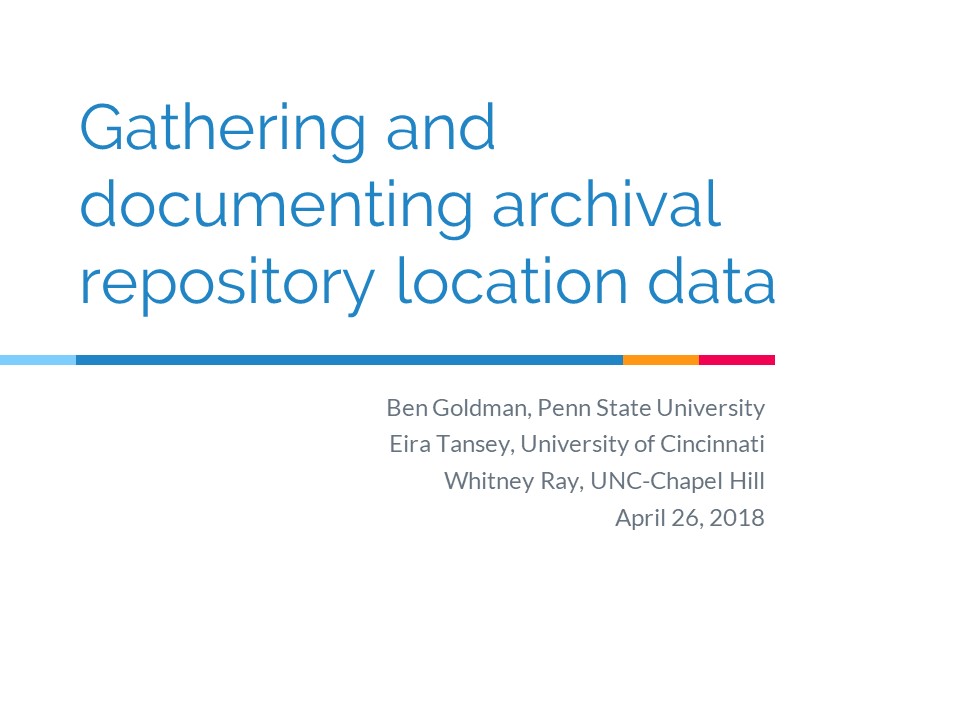 Gathering and
documenting archival
repository location data
Ben Goldman, Penn State University
Eira Tansey, University of Cincinnati
Whitney Ray, UNC-Chapel Hill
April 26, 2018